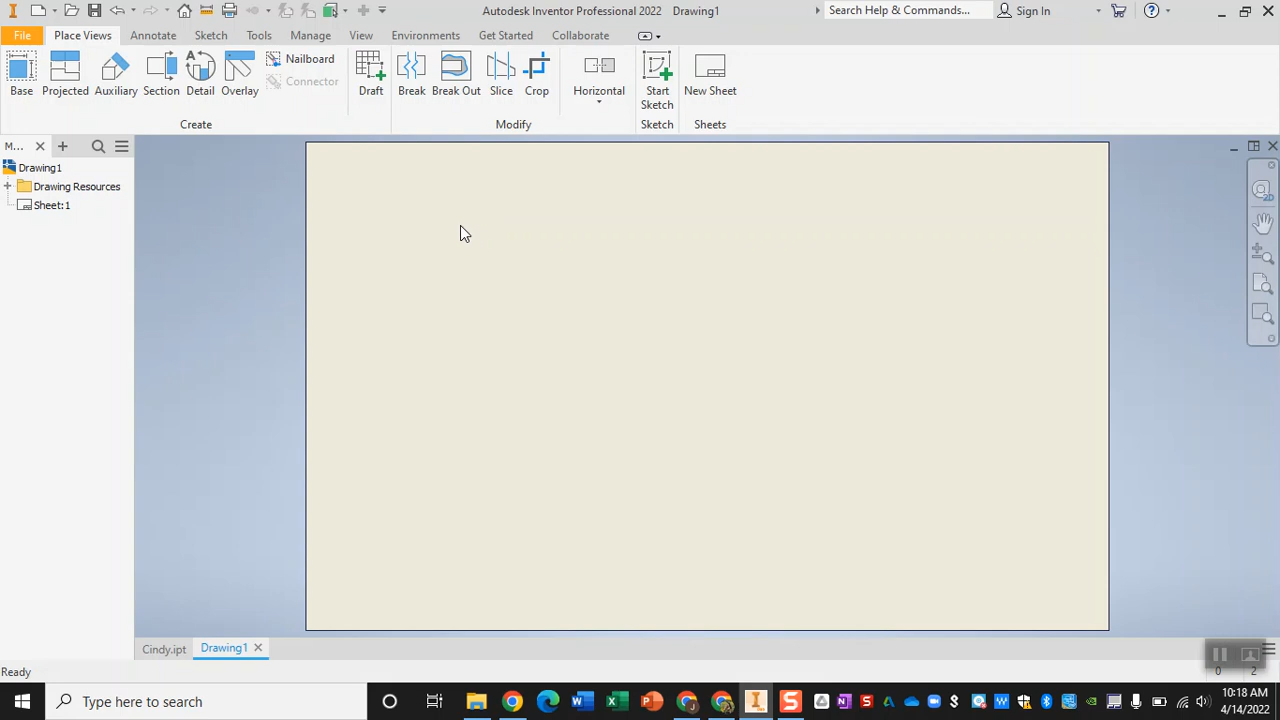 Autodesk Inventor Professional 2022 Drawing1
Search Help & Commands...
Sign In
File Place Views Annotate Sketch Tools Manage View Environments Get Started Collaborate
Base Projected Auxiliary Section Detail Overlay
Nailboard
Connector
Draft Break Break Out Slice Crop Horizontal
Start
Sketch
New Sheet
Create Modify Sketch Sheets
M...
Drawing1
Drawing Resources
Sheet:1
2D
Cindy.ipt Drawing1
Ready
0 2
Type here to search
10:18 AM
4/14/2022